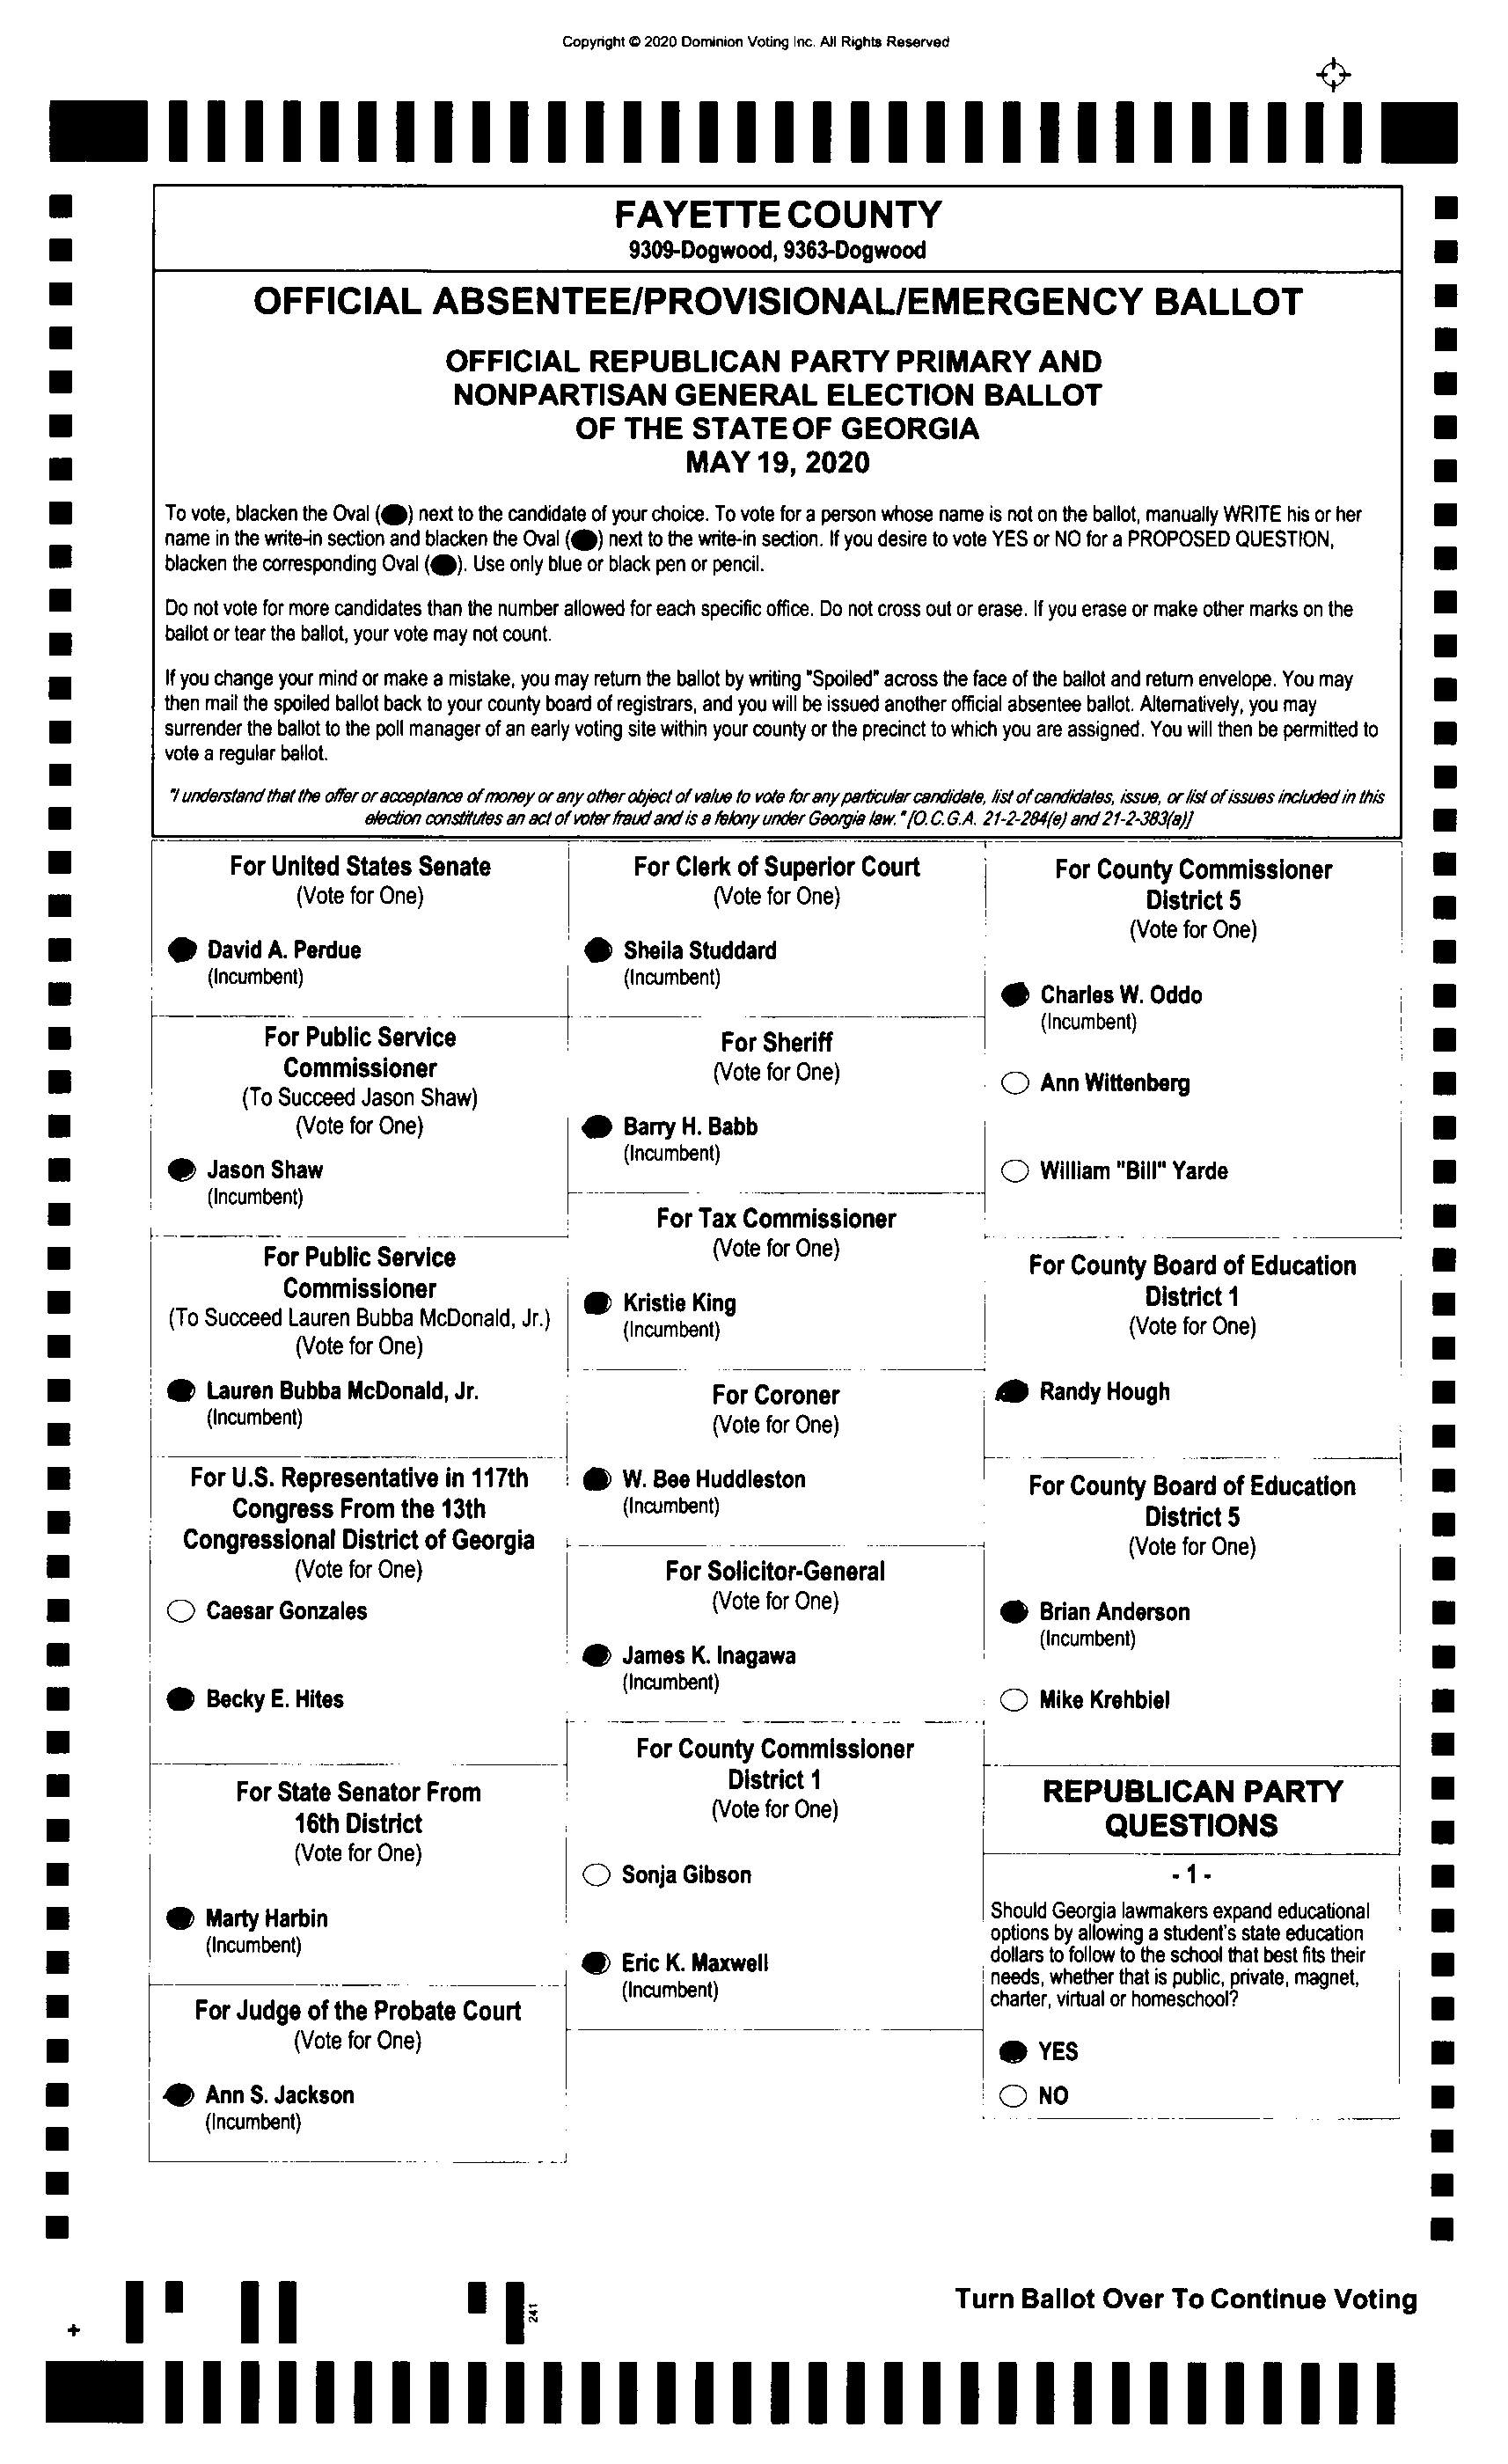 Copyright © 2020 Dominion Voting Inc. All Rights Reserved
FAYETTE COUNTY
9309-Dogwood, 9363-Dogwood
OFFICIAL ABSENTEE/PROVISIONAL/EMERGENCY BALLOT
OFFICIAL REPUBLICAN PARTY PRIMARY AND
NONPARTISAN GENERAL ELECTION BALLOT
OF THE STATE OF GEORGIA
MAY 19, 2020
To vote, blacken the Oval (⬬) next to the candidate of your choice. To vote for a person whose name is not on the ballot, manually WRITE his or her
name in the write-in section and blacken the Oval (⬬) next to the write-in section. If you desire to vote YES or NO for a PROPOSED QUESTION,
blacken the corresponding Oval (⬬). Use only blue or black pen or pencil.
Do not vote for more candidates than the number allowed for each specific office. Do not cross out or erase. If you erase or make other marks on the
ballot or tear the ballot, your vote may not count.
If you change your mind or make a mistake, you may return the ballot by writing "Spoiled" across the face of the ballot and return envelope. You may
then mail the spoiled ballot back to your county board of registrars, and you will be issued another official absentee ballot. Alternatively, you may
surrender the ballot to the poll manager of an early voting site within your county or the precinct to which you are assigned. You will then be permitted to
vote a regular ballot.
"I understand that the offer or acceptance of money or any other object of value to vote for any particular candidate, list of candidates, issue, or list of issues included in this
election constitutes an act of voter fraud and is a felony under Georgia law." [O.C.G.A. 21-2-284(e) and 21-2-383(a)]
For United States Senate
(Vote for One)
David A. Perdue
(Incumbent)
For Public Service
Commissioner
(To Succeed Jason Shaw)
(Vote for One)
Jason Shaw
(Incumbent)
For Public Service
Commissioner
(To Succeed Lauren Bubba McDonald, Jr.)
(Vote for One)
Lauren Bubba McDonald, Jr.
(Incumbent)
For U.S. Representative in 117th
Congress From the 13th
Congressional District of Georgia
(Vote for One)
Caesar Gonzales
Becky E. Hites
For State Senator From
16th District
(Vote for One)
Marty Harbin
(Incumbent)
For Judge of the Probate Court
(Vote for One)
Ann S. Jackson
(Incumbent)
For Clerk of Superior Court
(Vote for One)
Sheila Studdard
(Incumbent)
For Sheriff
(Vote for One)
Barry H. Babb
(Incumbent)
For Tax Commissioner
(Vote for One)
Kristie King
(Incumbent)
For Coroner
(Vote for One)
W. Bee Huddleston
(Incumbent)
For Solicitor-General
(Vote for One)
James K. Inagawa
(Incumbent)
For County Commissioner
District 1
(Vote for One)
Sonja Gibson
Eric K. Maxwell
(Incumbent)
For County Commissioner
District 5
(Vote for One)
Charles W. Oddo
(Incumbent)
Ann Wittenberg
William "Bill" Yarde
For County Board of Education
District 1
(Vote for One)
Randy Hough
For County Board of Education
District 5
(Vote for One)
Brian Anderson
(Incumbent)
Mike Krehbiel
REPUBLICAN PARTY
QUESTIONS
- 1 -
Should Georgia lawmakers expand educational
options by allowing a student's state education
dollars to follow to the school that best fits their
needs, whether that is public, private, magnet,
charter, virtual or homeschool?
YES
NO
Turn Ballot Over To Continue Voting
241